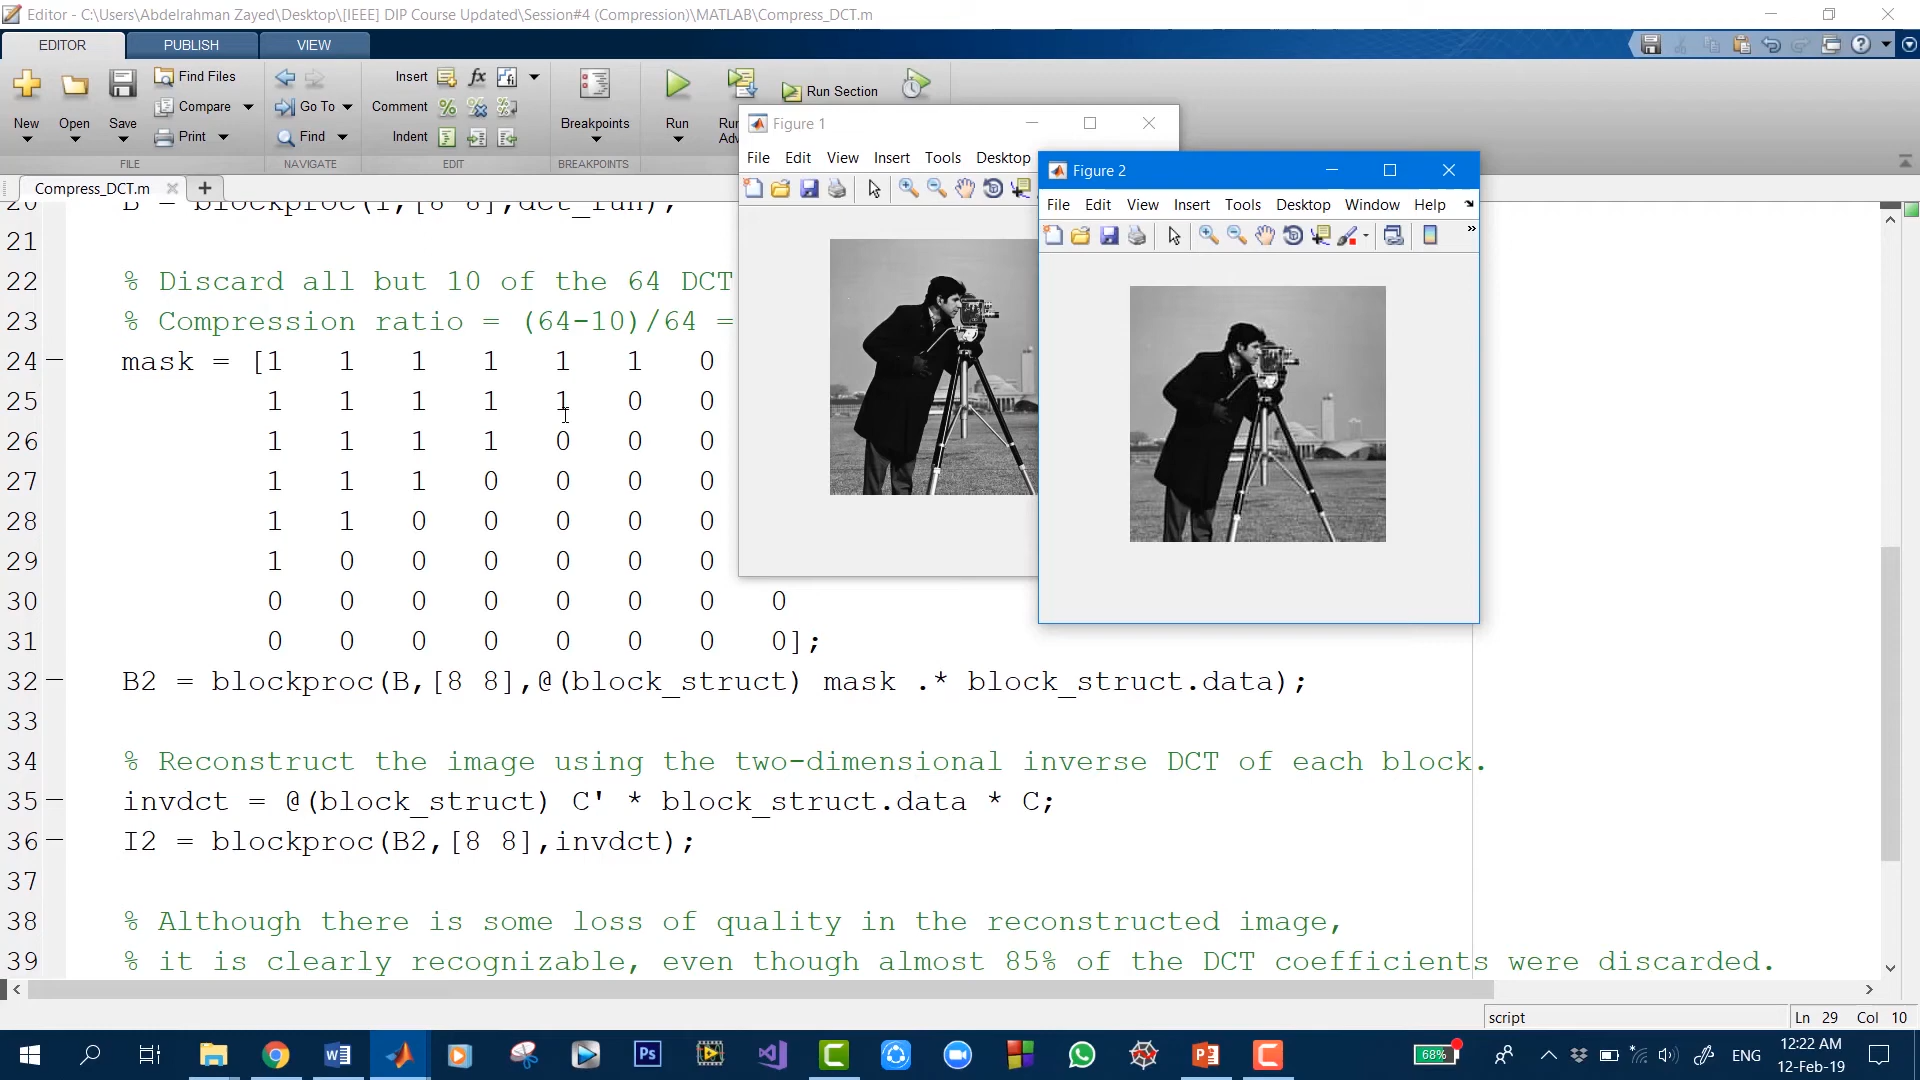 Editor - C:\Users\Abdelrahman Zayed\Desktop\[IEEE] DIP Course Updated\Session#4 (Compression)\MATLAB\Compress_DCT.m
EDITOR PUBLISH VIEW
New Open Save Find Files Compare Print
Go To Find
Insert Comment Indent
Breakpoints Run Run Section
FILE NAVIGATE EDIT BREAKPOINTS
Compress_DCT.m
Figure 1
File Edit View Insert Tools Desktop
Figure 2
File Edit View Insert Tools Desktop Window Help
20 B = blockproc(I,[8 8],dct_fun);
21
22 % Discard all but 10 of the 64 DCT
23 % Compression ratio = (64-10)/64 =
24 mask = [1 1 1 1 1 1 0
25 1 1 1 1 1 0 0
26 1 1 1 1 0 0 0
27 1 1 1 0 0 0 0
28 1 1 0 0 0 0 0
29 1 0 0 0 0 0 0
30 0 0 0 0 0 0 0 0
31 0 0 0 0 0 0 0 0];
32 B2 = blockproc(B,[8 8],@(block_struct) mask .* block_struct.data);
33
34 % Reconstruct the image using the two-dimensional inverse DCT of each block.
35 invdct = @(block_struct) C' * block_struct.data * C;
36 I2 = blockproc(B2,[8 8],invdct);
37
38 % Although there is some loss of quality in the reconstructed image,
39 % it is clearly recognizable, even though almost 85% of the DCT coefficients were discarded.
script Ln 29 Col 10
68% ENG 12:22 AM
12-Feb-19